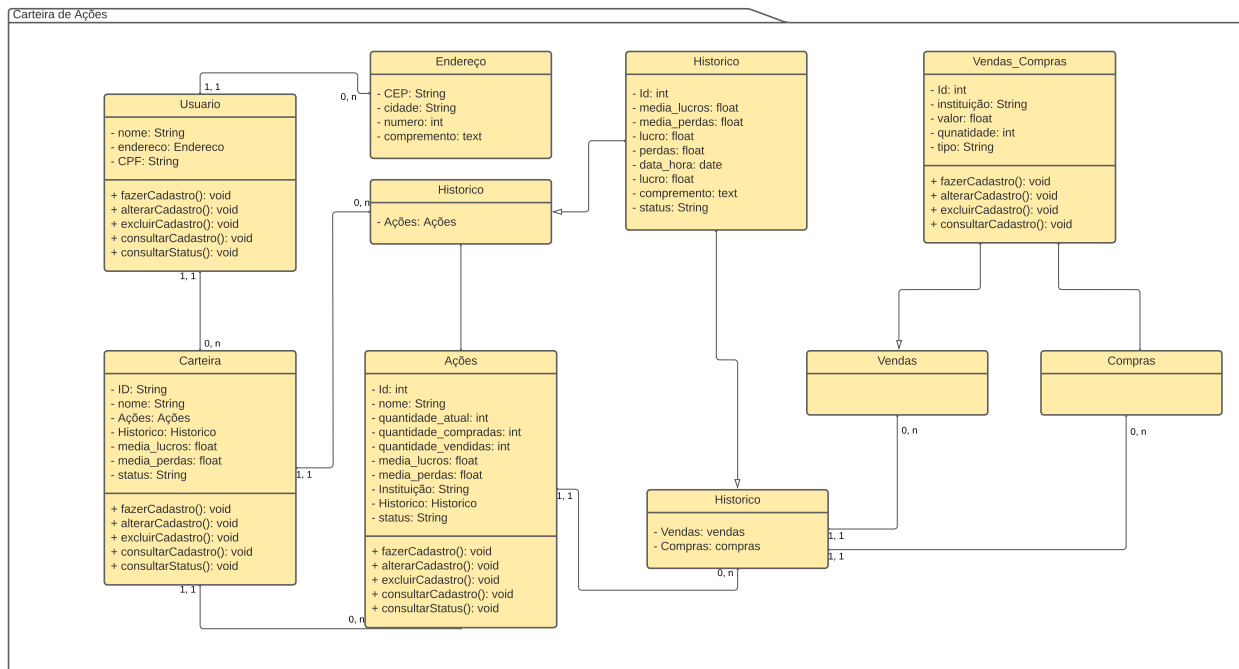 Carteira de Ações
Endereço
- CEP: String
- cidade: String
- numero: int
- compremento: text
Historico
- Id: int
- media_lucros: float
- media_perdas: float
- lucro: float
- perdas: float
- data_hora: date
- lucro: float
- compremento: text
- status: String
Vendas_Compras
- Id: int
- instituição: String
- valor: float
- qunatidade: int
- tipo: String
+ fazerCadastro(): void
+ alterarCadastro(): void
+ excluirCadastro(): void
+ consultarCadastro(): void
1, 1
0, n
Usuario
- nome: String
- endereco: Endereco
- CPF: String
+ fazerCadastro(): void
+ alterarCadastro(): void
+ excluirCadastro(): void
+ consultarCadastro(): void
+ consultarStatus(): void
1, 1
0, n
Historico
- Ações: Ações
0, n
Carteira
- ID: String
- nome: String
- Ações: Ações
- Historico: Historico
- media_lucros: float
- media_perdas: float
- status: String
+ fazerCadastro(): void
+ alterarCadastro(): void
+ excluirCadastro(): void
+ consultarCadastro(): void
+ consultarStatus(): void
1, 1
1, 1
0, n
Ações
- Id: int
- nome: String
- quantidade_atual: int
- quantidade_compradas: int
- quantidade_vendidas: int
- media_lucros: float
- media_perdas: float
- Instituição: String
- Historico: Historico
- status: String
+ fazerCadastro(): void
+ alterarCadastro(): void
+ excluirCadastro(): void
+ consultarCadastro(): void
+ consultarStatus(): void
1, 1
Vendas
0, n
Compras
0, n
Historico
- Vendas: vendas
- Compras: compras
1, 1
1, 1
0, n